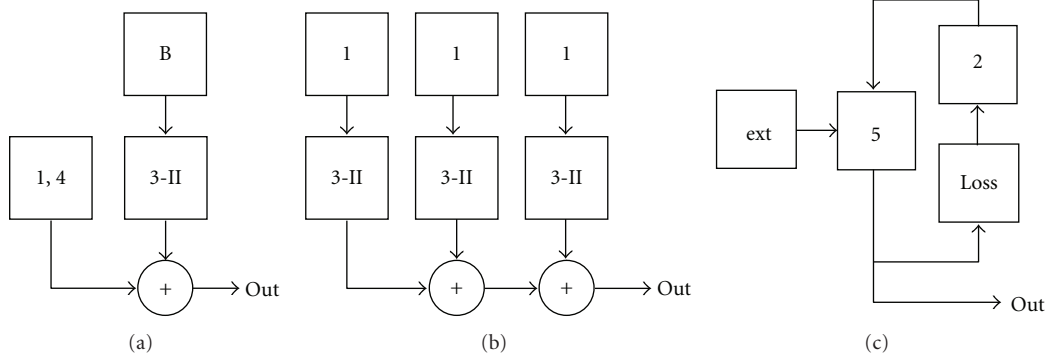 B
1, 4
3-II
+
Out
(a)
1
1
1
3-II
3-II
3-II
+
+
Out
(b)
ext
5
2
Loss
Out
(c)